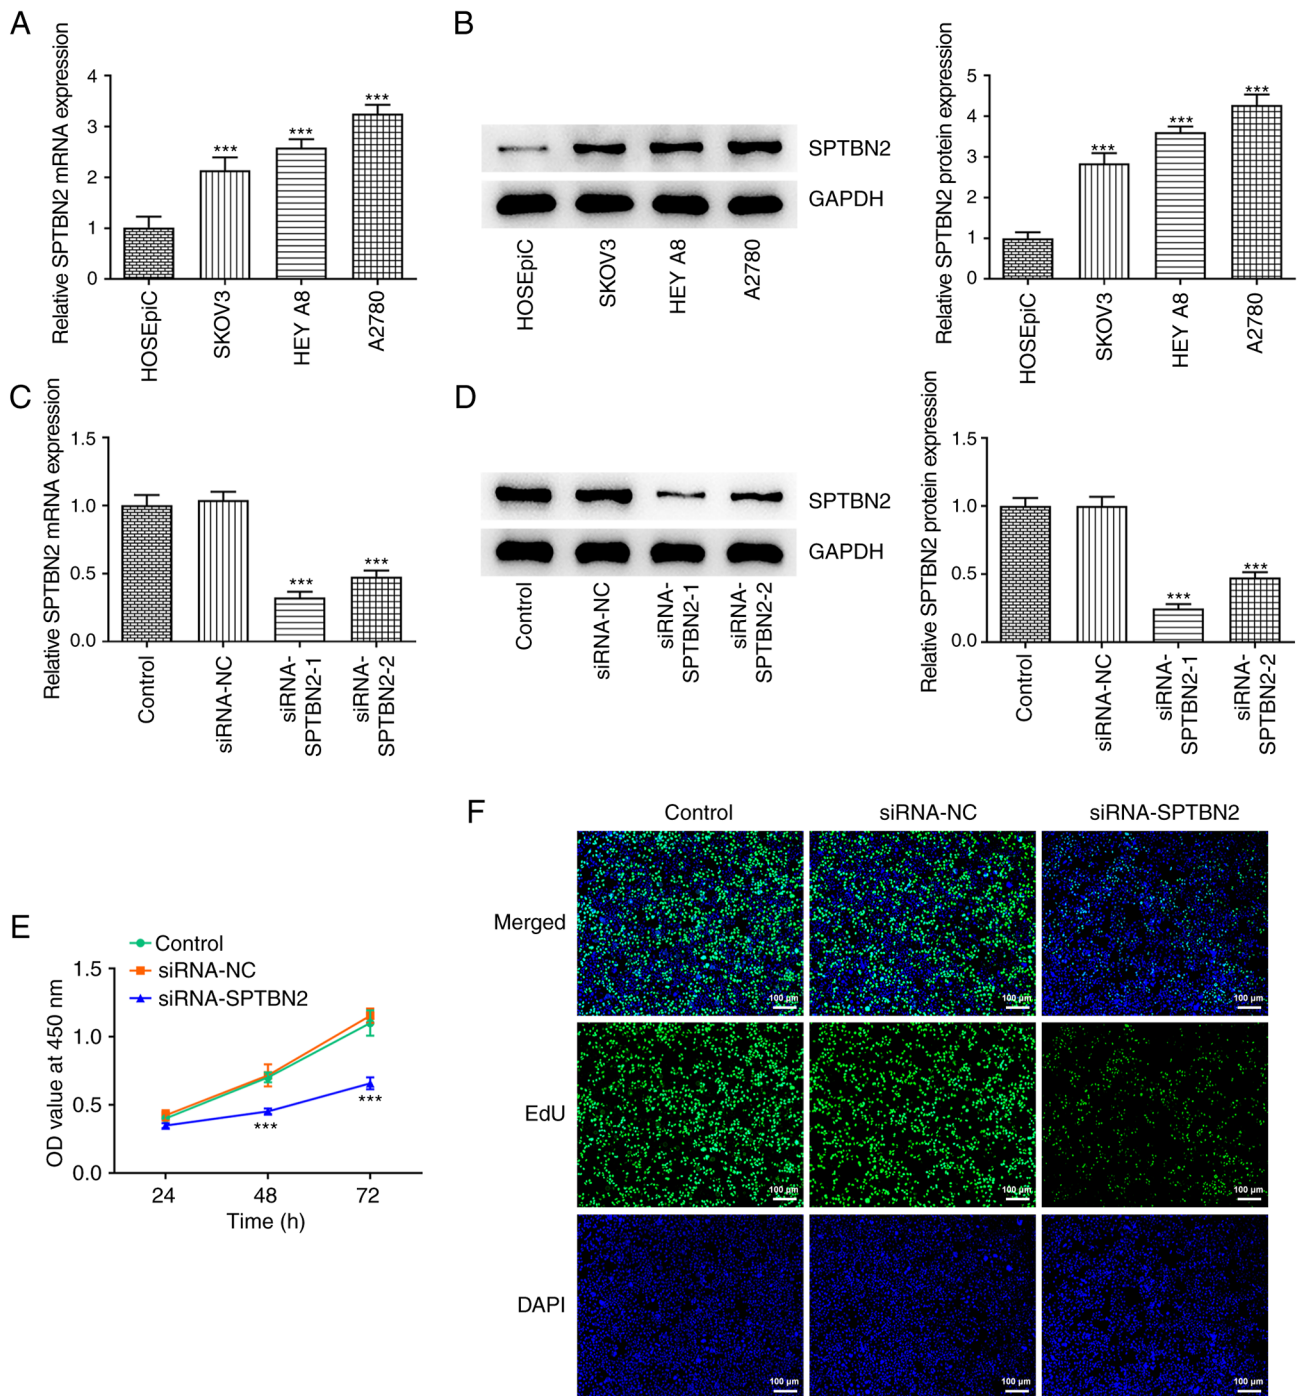 A
Relative SPTBN2 mRNA expression
4
3
2
1
0
***
***
***
HOSEpiC
SKOV3
HEY A8
A2780
B
SPTBN2
GAPDH
HOSEpiC
SKOV3
HEY A8
A2780
Relative SPTBN2 protein expression
5
4
3
2
1
0
***
***
***
HOSEpiC
SKOV3
HEY A8
A2780
C
Relative SPTBN2 mRNA expression
1.5
1.0
0.5
0.0
***
***
Control
siRNA-NC
siRNA-
SPTBN2-1
siRNA-
SPTBN2-2
D
SPTBN2
GAPDH
Control
siRNA-NC
siRNA-
SPTBN2-1
siRNA-
SPTBN2-2
Relative SPTBN2 protein expression
1.5
1.0
0.5
0.0
***
***
Control
siRNA-NC
siRNA-
SPTBN2-1
siRNA-
SPTBN2-2
E
Control
siRNA-NC
siRNA-SPTBN2
OD value at 450 nm
1.5
1.0
0.5
0.0
***
***
24
48
72
Time (h)
F
Control
siRNA-NC
siRNA-SPTBN2
Merged
100 μm
100 μm
100 μm
EdU
100 μm
100 μm
100 μm
DAPI
100 μm
100 μm
100 μm